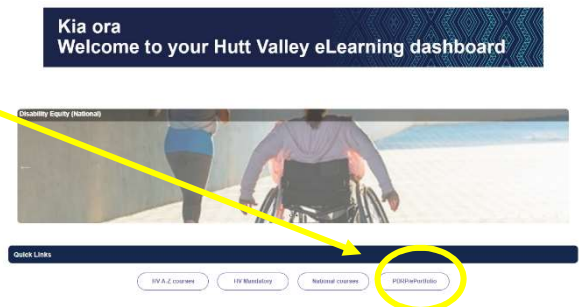 Kia ora
Welcome to your Hutt Valley eLearning dashboard
Disability Equity (National)
Quick Links
HV A-Z courses HV Mandatory National courses PDRP/ePortfolio